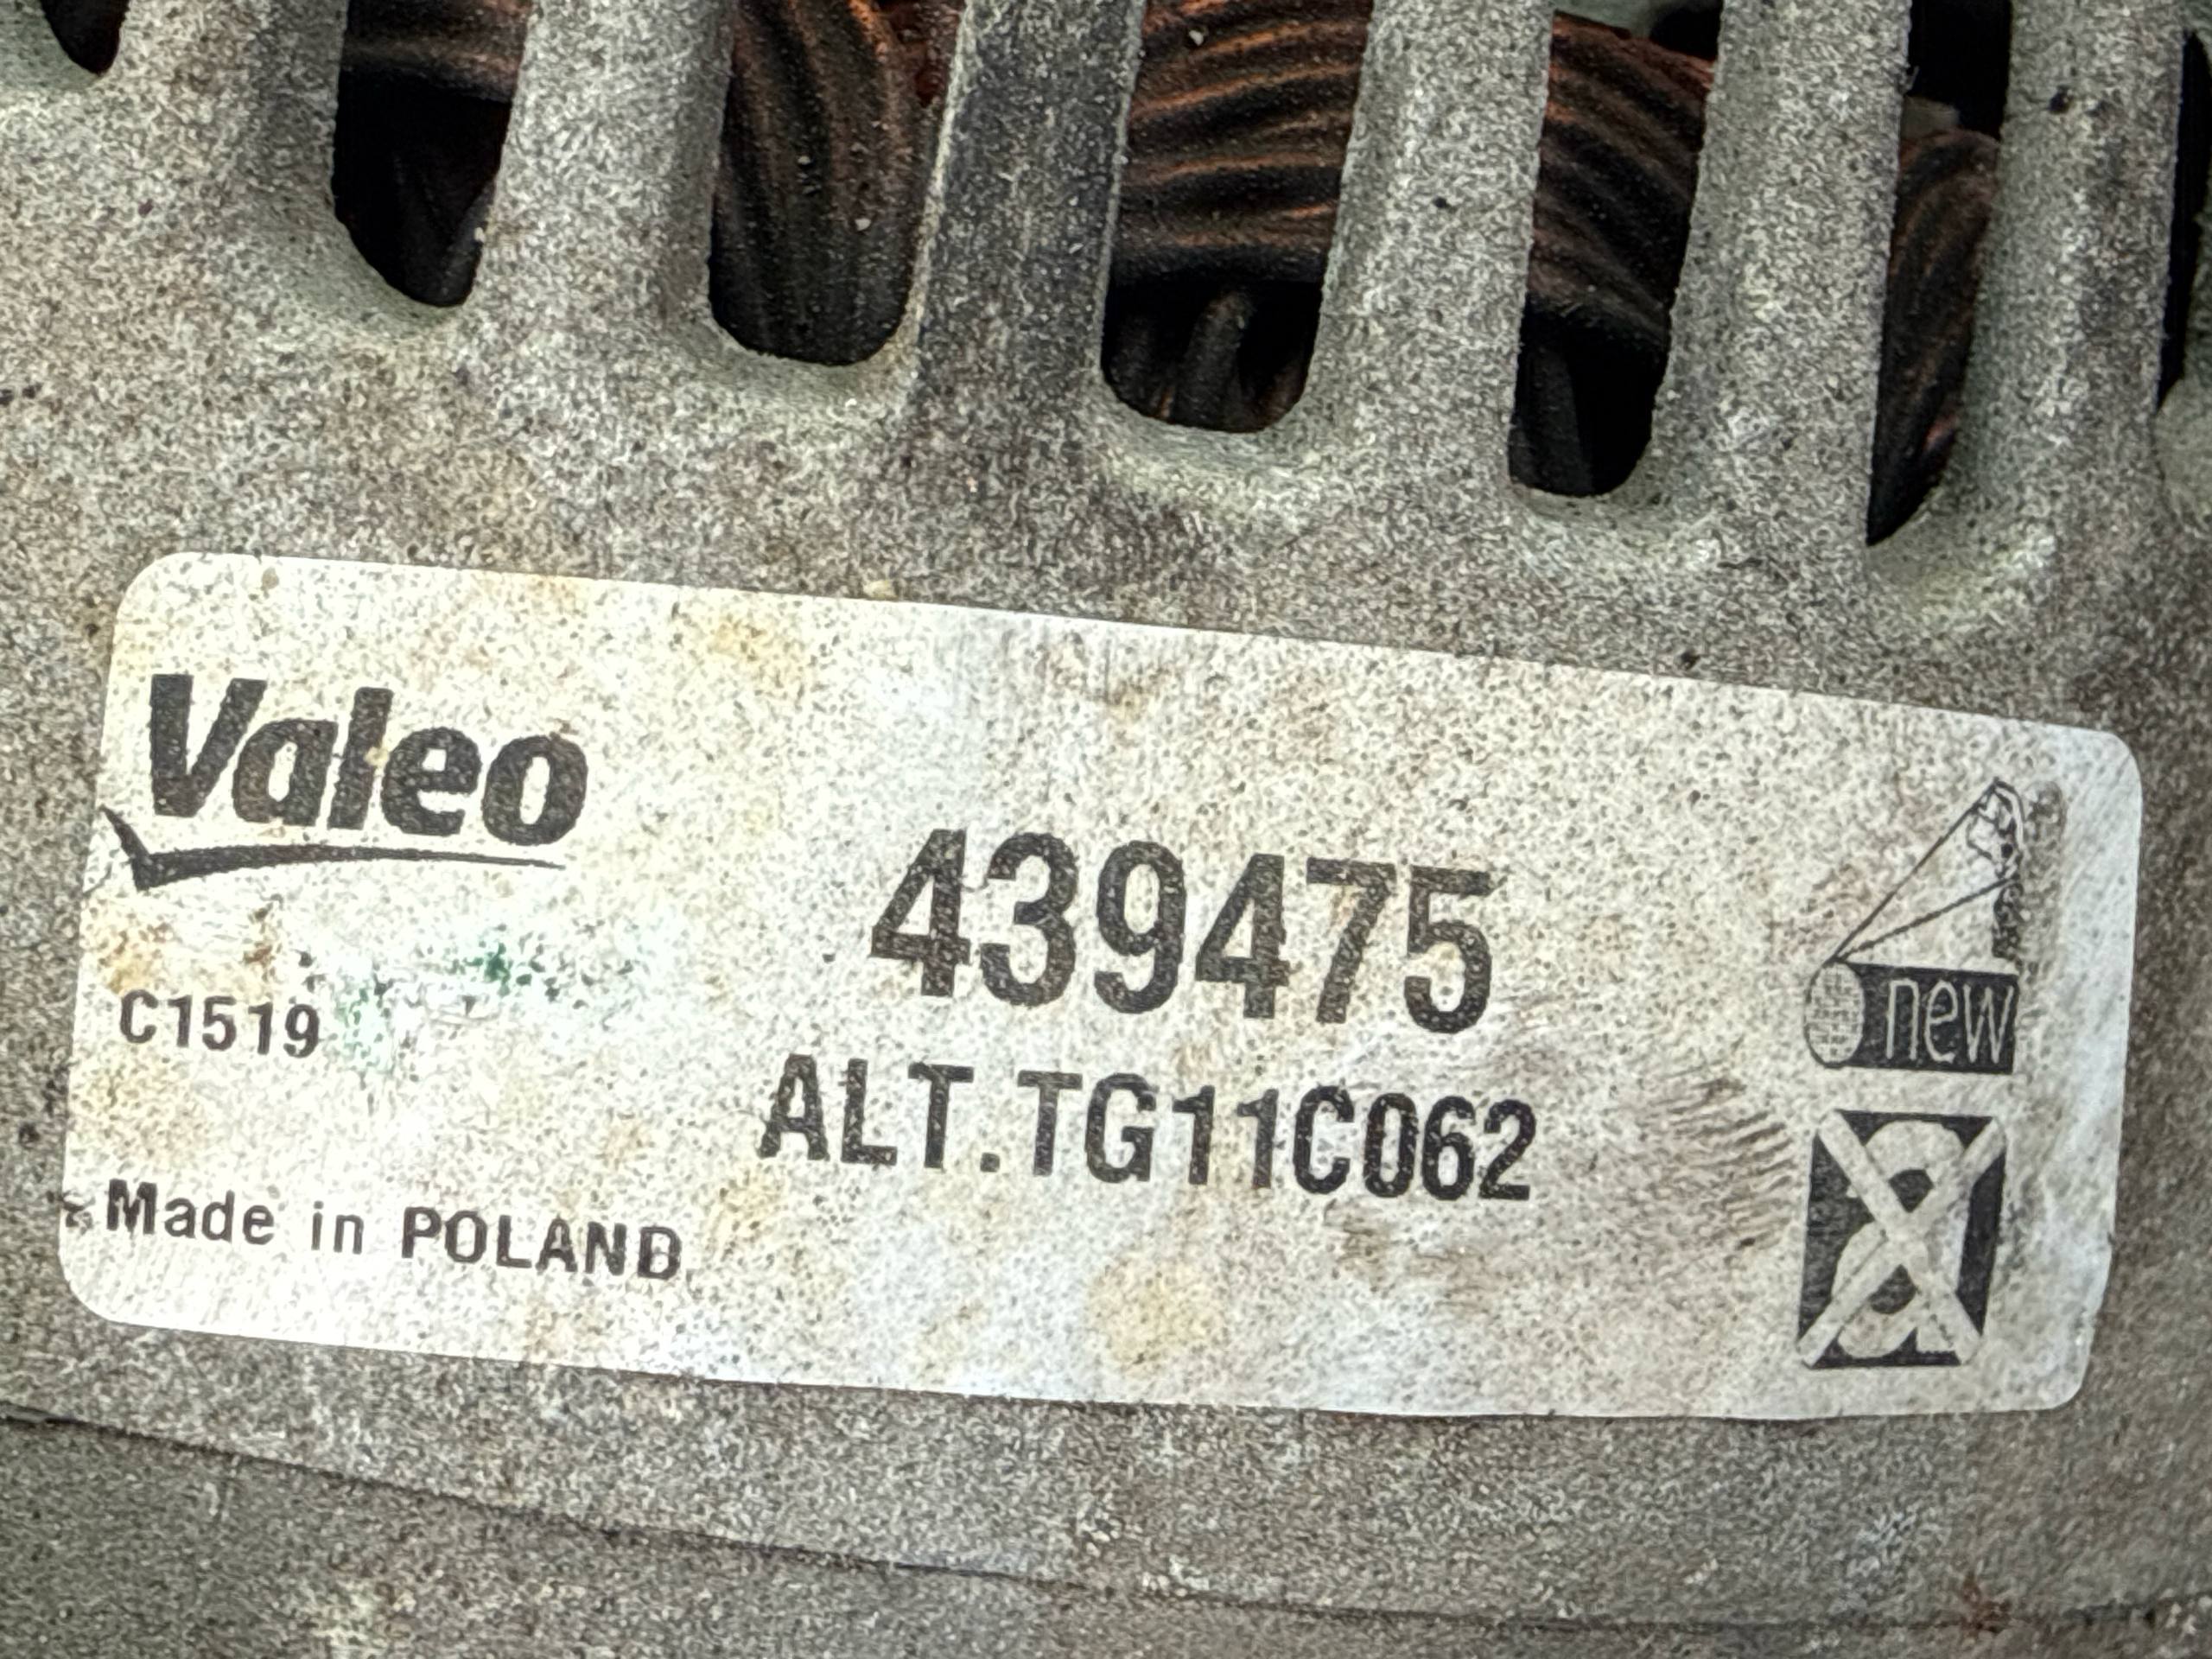 Valeo
439475
new
C1519
ALT.TG11C062
Made in POLAND